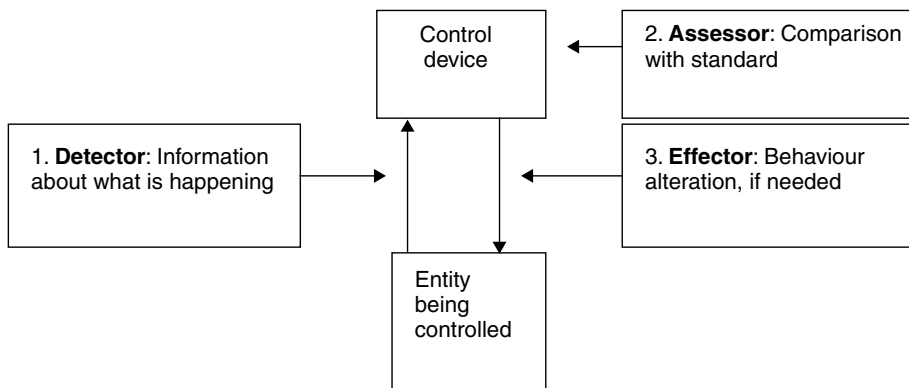 Control
device
2. Assessor: Comparison
with standard
1. Detector: Information
about what is happening
3. Effector: Behaviour
alteration, if needed
Entity
being
controlled